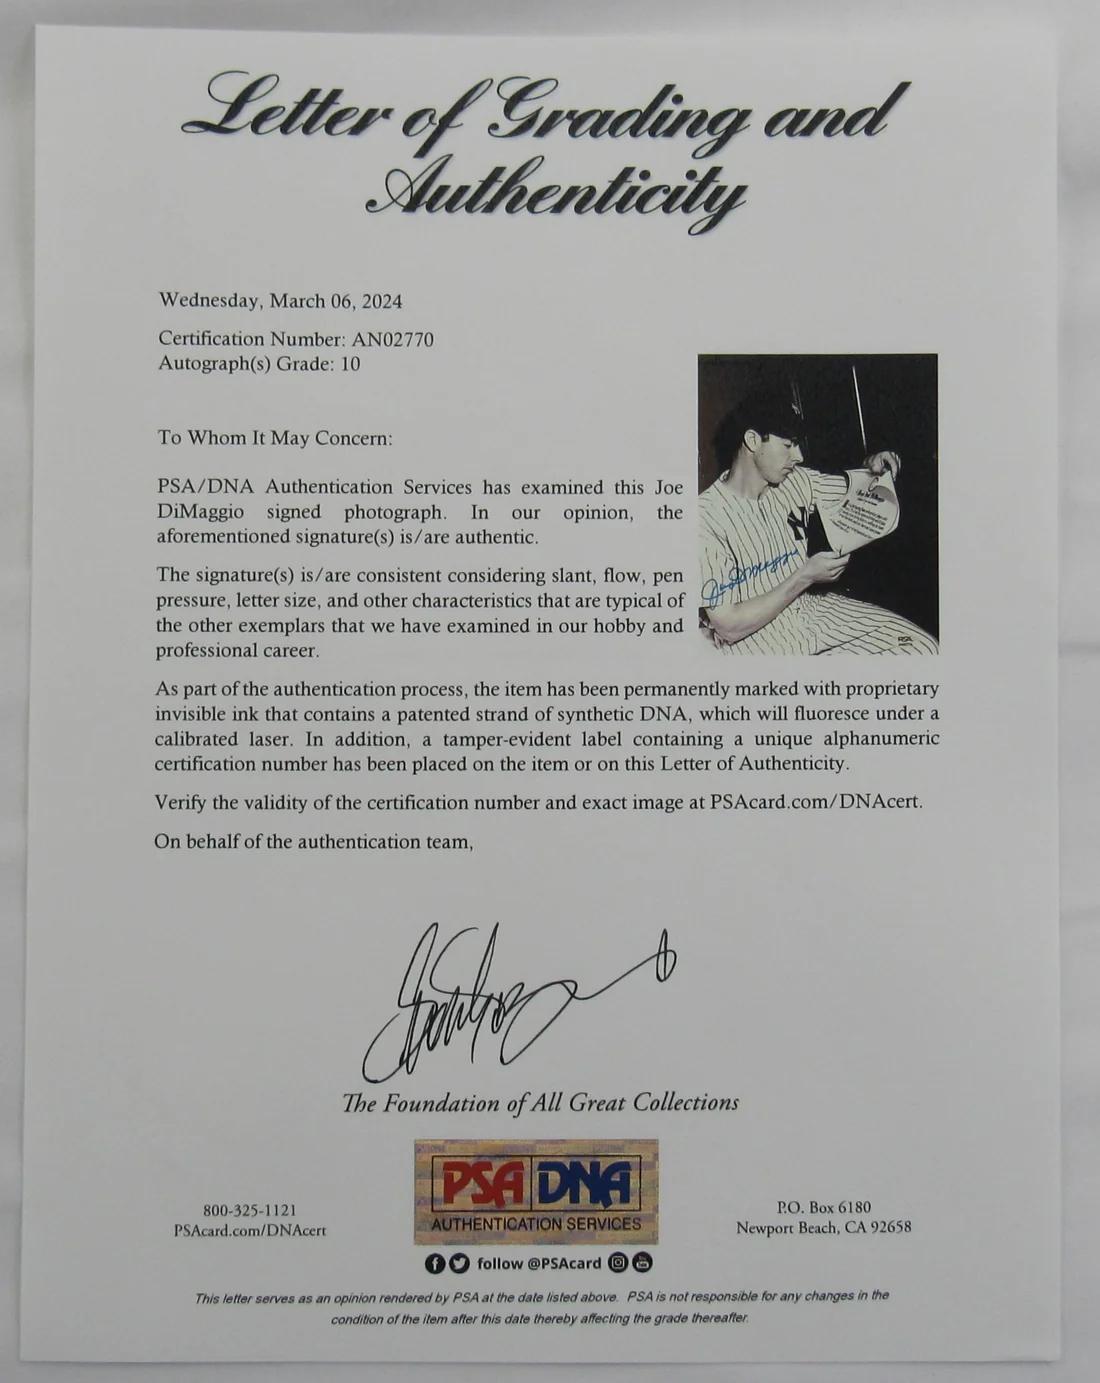 Letter of Grading and
Authenticity
Wednesday, March 06, 2024
Certification Number: AN02770
Autograph(s) Grade: 10
To Whom It May Concern:
PSA/DNA Authentication Services has examined this Joe
DiMaggio signed photograph. In our opinion, the
aforementioned signature(s) is/are authentic.
The signature(s) is/are consistent considering slant, flow, pen
pressure, letter size, and other characteristics that are typical of
the other exemplars that we have examined in our hobby and
professional career.
As part of the authentication process, the item has been permanently marked with proprietary
invisible ink that contains a patented strand of synthetic DNA, which will fluoresce under a
calibrated laser. In addition, a tamper-evident label containing a unique alphanumeric
certification number has been placed on the item or on this Letter of Authenticity.
Verify the validity of the certification number and exact image at PSAcard.com/DNAcert.
On behalf of the authentication team,
The Foundation of All Great Collections
PSA DNA
AUTHENTICATION SERVICES
800-325-1121
PSAcard.com/DNAcert
P.O. Box 6180
Newport Beach, CA 92658
follow @PSAcard
This letter serves as an opinion rendered by PSA at the date listed above. PSA is not responsible for any changes in the
condition of the item after this date thereby affecting the grade thereafter.
Joe DiMaggio
PSA